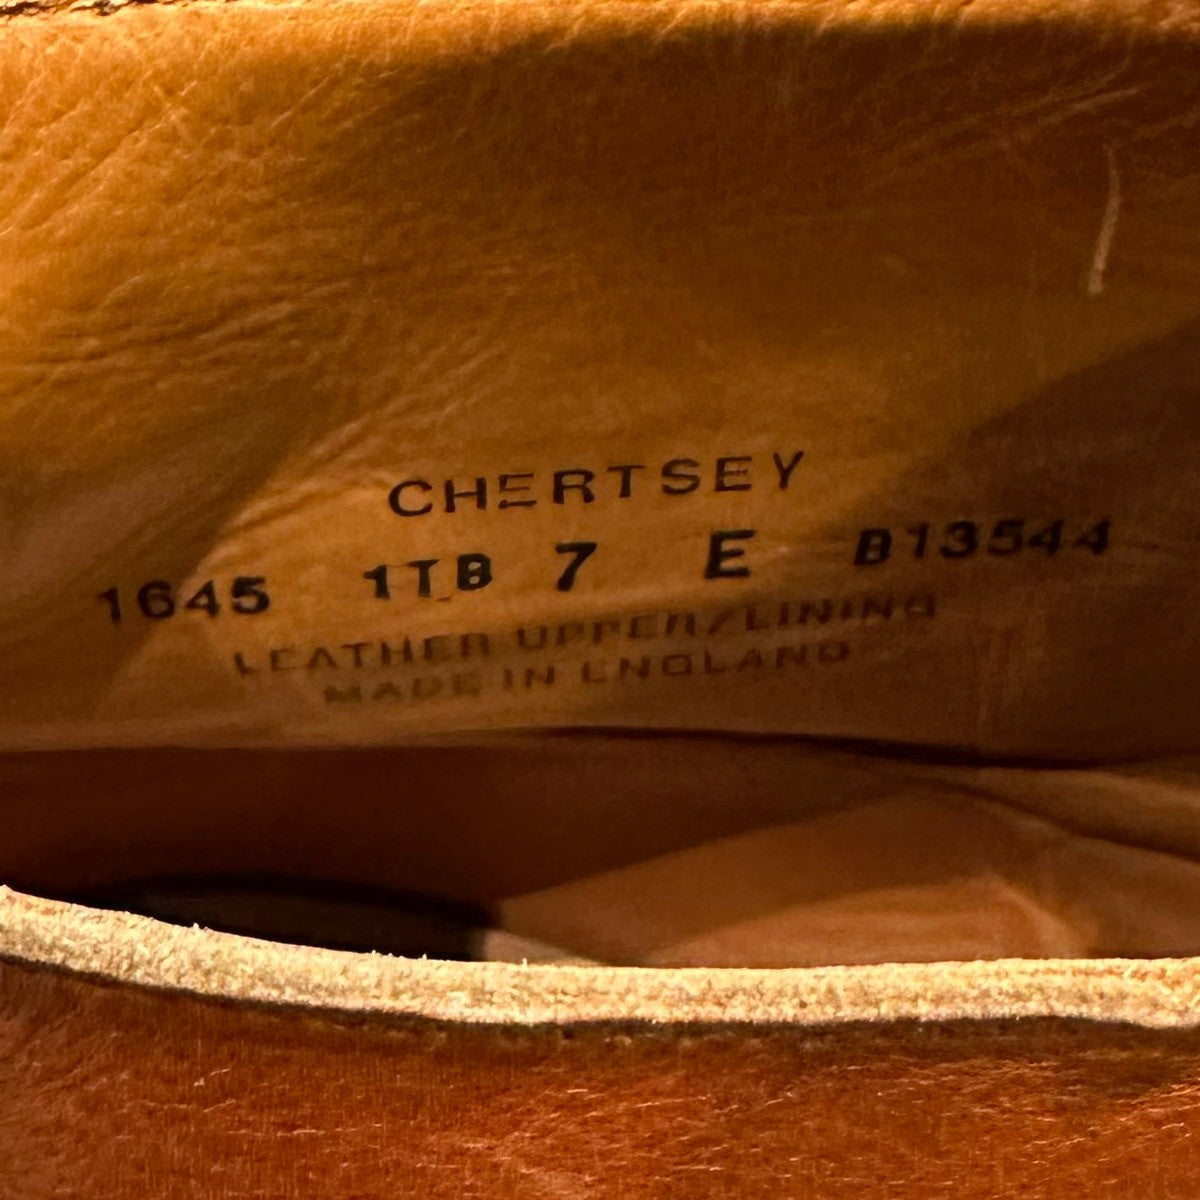 CHERTSEY
1645 1TB 7 E B13544
LEATHER UPPER/LINING
MADE IN ENGLAND